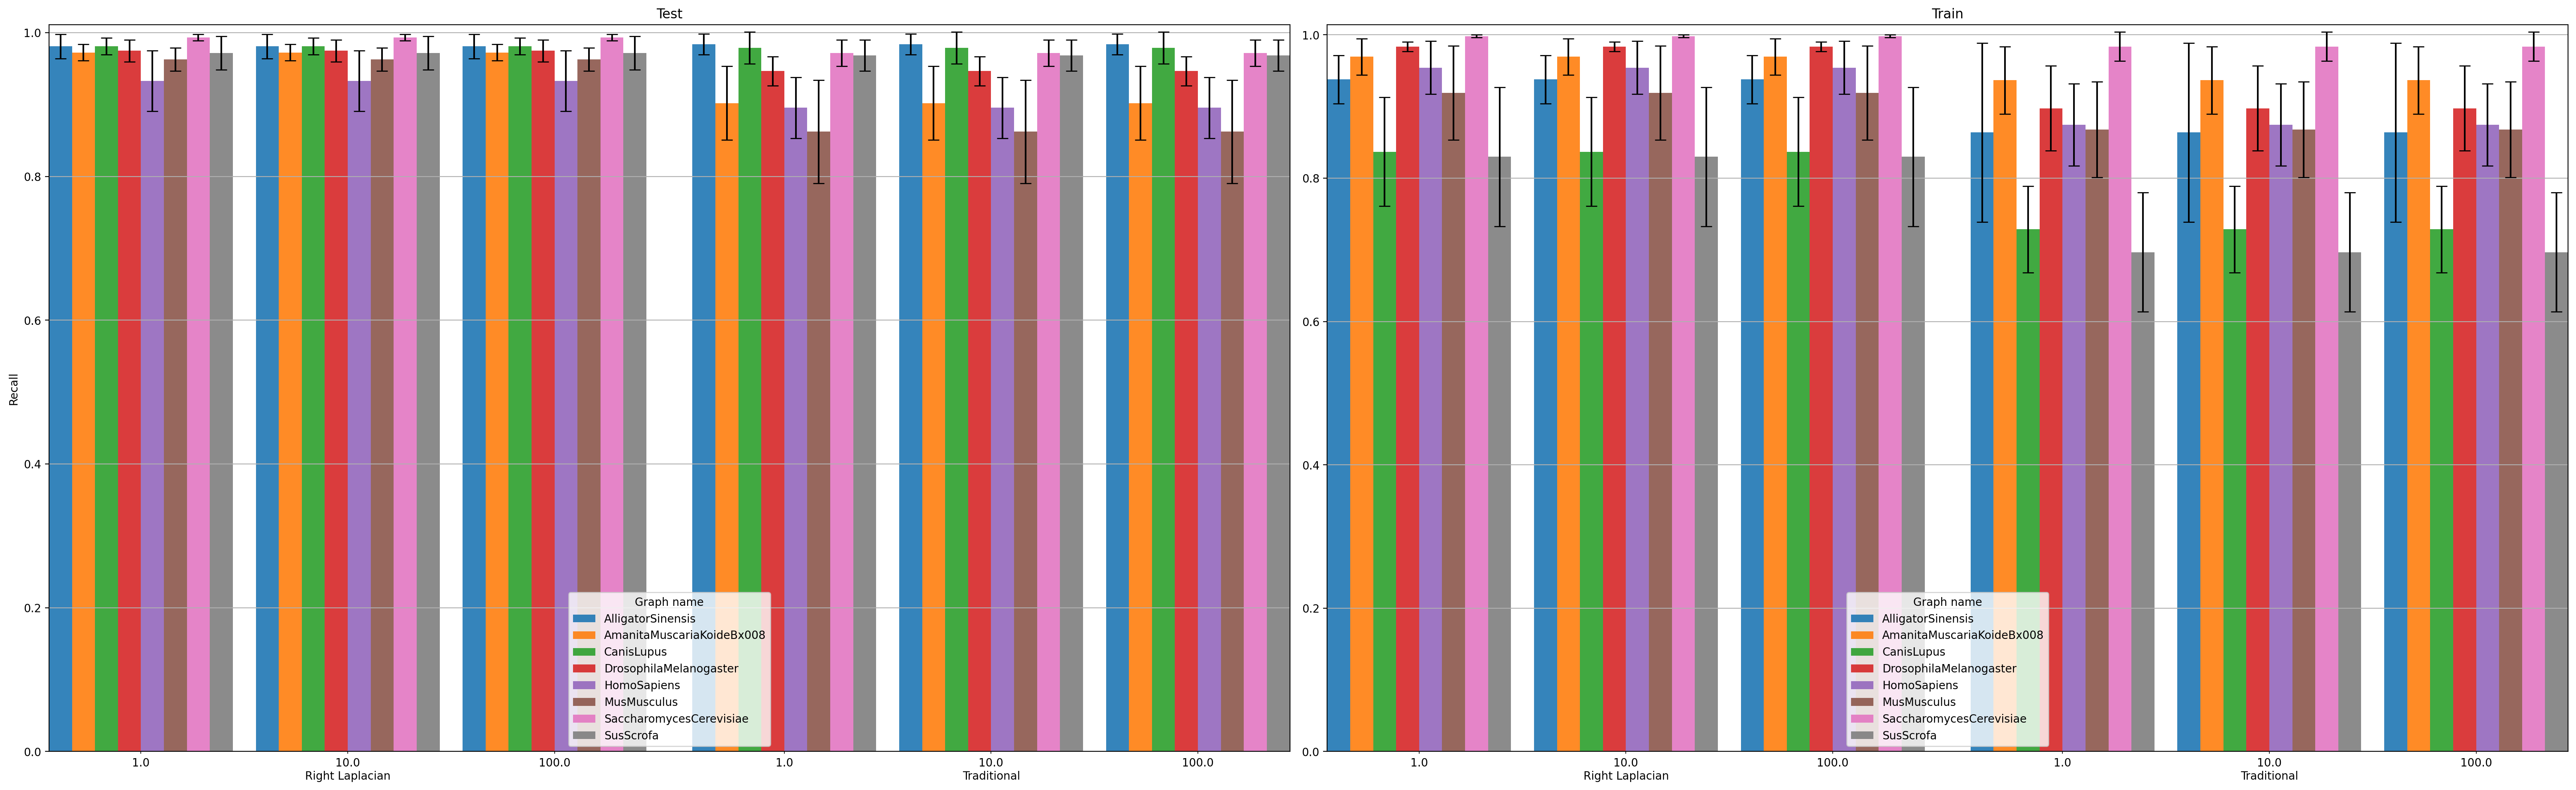 Test
Recall
1.0
0.8
0.6
0.4
0.2
0.0
Graph name
AlligatorSinensis
AmanitaMuscariaKoideBx008
CanisLupus
DrosophilaMelanogaster
HomoSapiens
MusMusculus
SaccharomycesCerevisiae
SusScrofa
1.0 10.0 100.0 1.0 10.0 100.0
Right Laplacian Traditional
Train
1.0
0.8
0.6
0.4
0.2
0.0
Graph name
AlligatorSinensis
AmanitaMuscariaKoideBx008
CanisLupus
DrosophilaMelanogaster
HomoSapiens
MusMusculus
SaccharomycesCerevisiae
SusScrofa
1.0 10.0 100.0 1.0 10.0 100.0
Right Laplacian Traditional